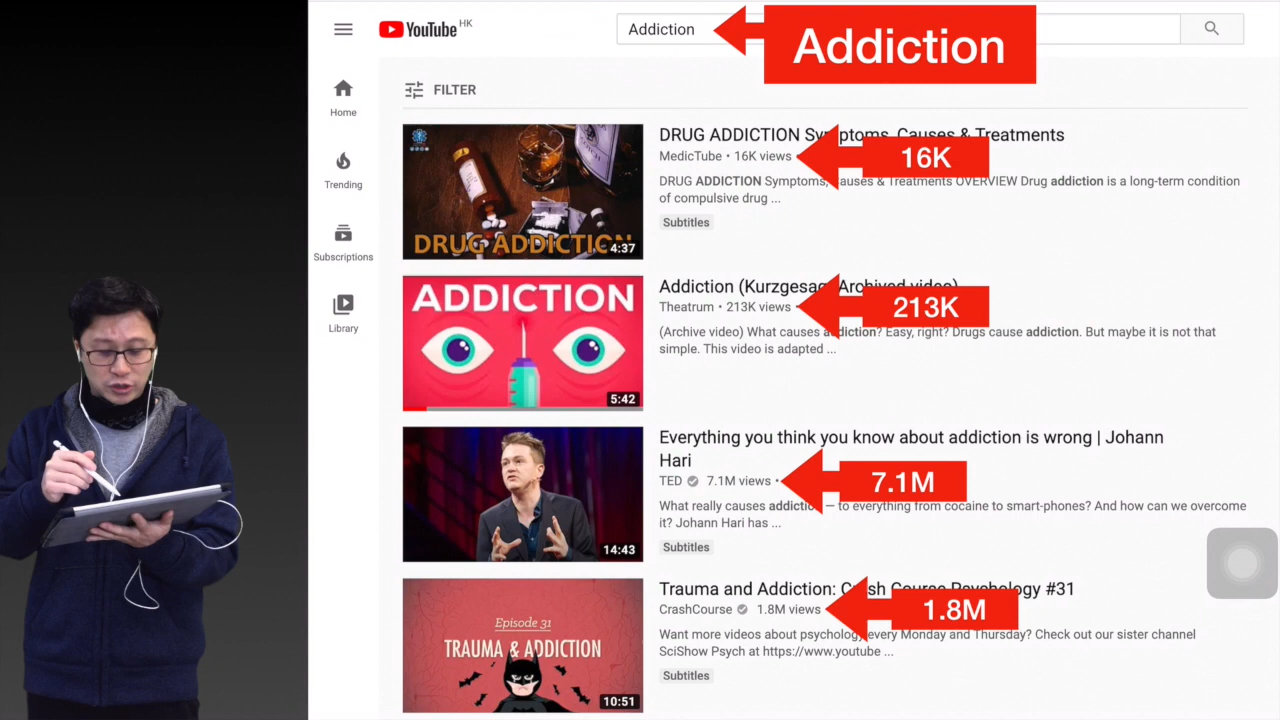 YouTube HK
Addiction
Addiction
Home
Trending
Subscriptions
Library
FILTER
DRUG ADDICTION
4:37
DRUG ADDICTION Symptoms, Causes & Treatments
MedicTube • 16K views
16K
DRUG ADDICTION Symptoms, Causes & Treatments OVERVIEW Drug addiction is a long-term condition
of compulsive drug ...
Subtitles
ADDICTION
5:42
Addiction (Kurzgesagt Archived video)
Theatrum • 213K views •
213K
(Archive video) What causes addiction? Easy, right? Drugs cause addiction. But maybe it is not that
simple. This video is adapted ...
14:43
Everything you think you know about addiction is wrong | Johann
Hari
TED 7.1M views •
7.1M
What really causes addiction — to everything from cocaine to smart-phones? And how can we overcome
it? Johann Hari has ...
Subtitles
Episode 31
TRAUMA & ADDICTION
10:51
Trauma and Addiction: Crash Course Psychology #31
CrashCourse 1.8M views
1.8M
Want more videos about psychology every Monday and Thursday? Check out our sister channel
SciShow Psych at https://www.youtube ...
Subtitles